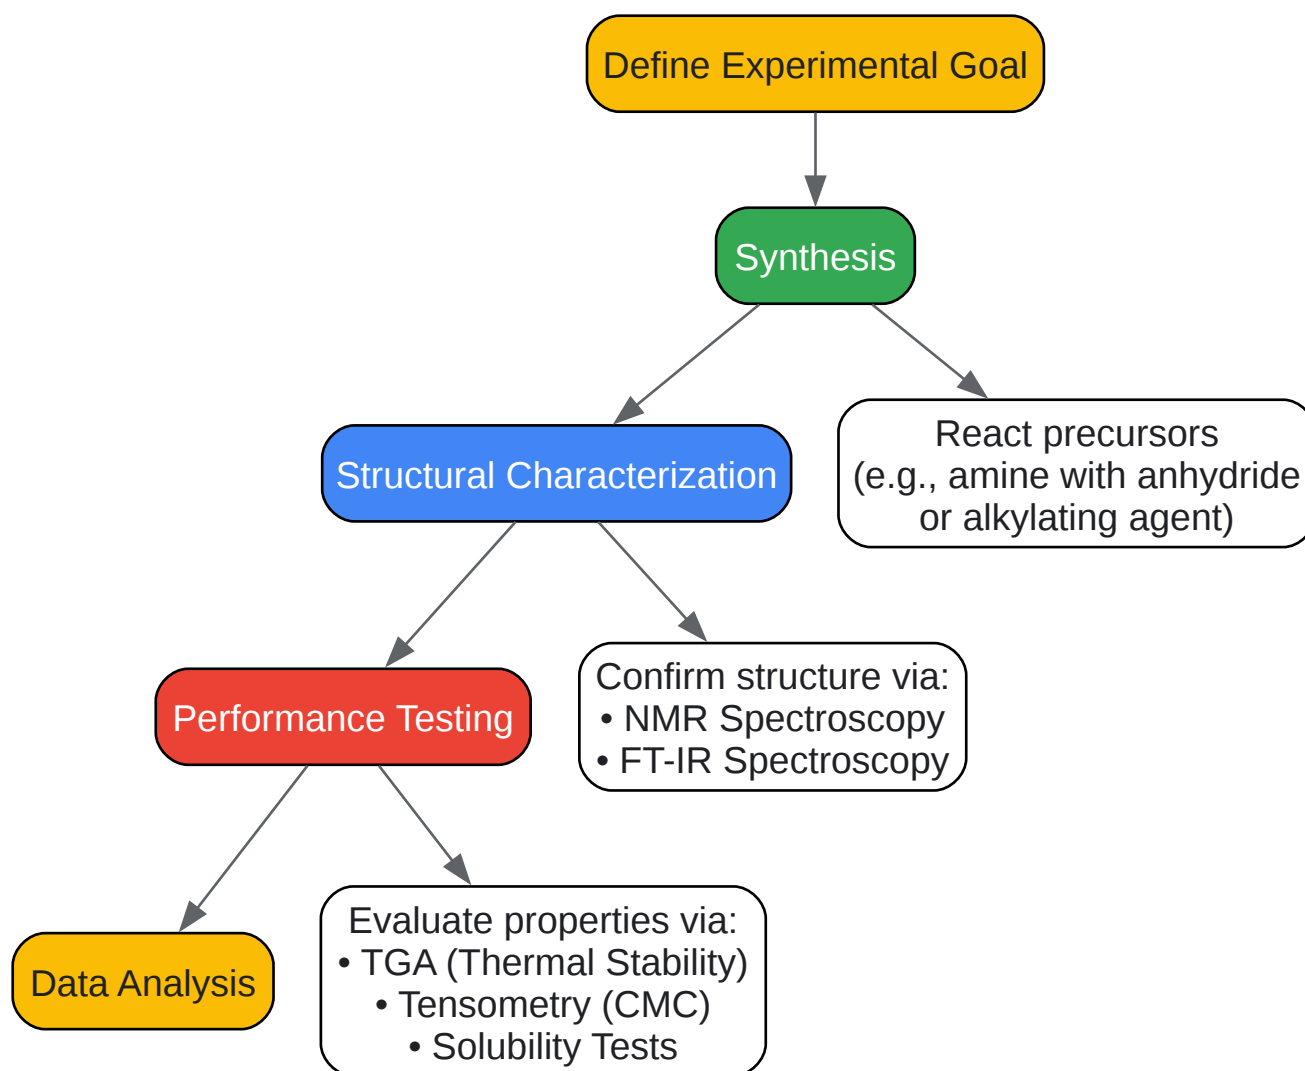 Define Experimental Goal
Synthesis
React precursors
(e.g., amine with anhydride
or alkylating agent)
Structural Characterization
Confirm structure via:
• NMR Spectroscopy
• FT-IR Spectroscopy
Performance Testing
Evaluate properties via:
• TGA (Thermal Stability)
• Tensometry (CMC)
• Solubility Tests
Data Analysis